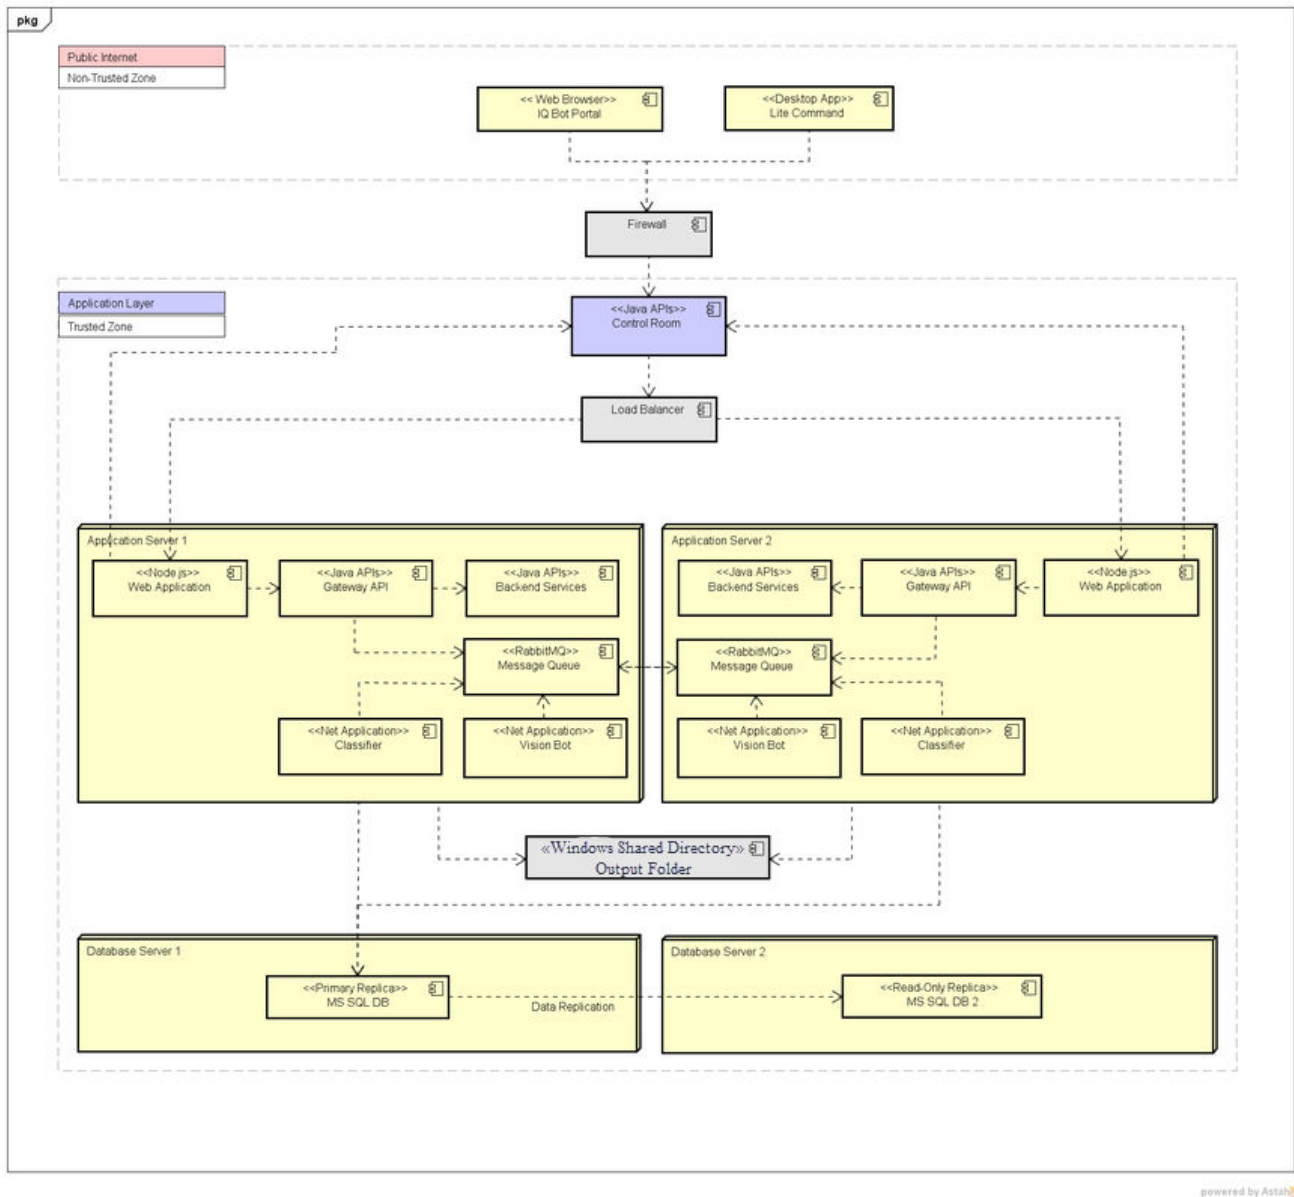 pkg
Public Internet
Non-Trusted Zone
<< Web Browser>>
IQ Bot Portal
<<Desktop App>>
Lite Command
Firewall
Application Layer
Trusted Zone
<<Java APIs>>
Control Room
Load Balancer
Application Server 1
<<Node.js>>
Web Application
<<Java APIs>>
Gateway API
<<Java APIs>>
Backend Services
<<RabbitMQ>>
Message Queue
<<Net Application>>
Classifier
<<Net Application>>
Vision Bot
Application Server 2
<<Java APIs>>
Backend Services
<<Java APIs>>
Gateway API
<<Node.js>>
Web Application
<<RabbitMQ>>
Message Queue
<<Net Application>>
Vision Bot
<<Net Application>>
Classifier
«Windows Shared Directory»
Output Folder
Database Server 1
<<Primary Replica>>
MS SQL DB
Data Replication
Database Server 2
<<Read-Only Replica>>
MS SQL DB 2
powered by Astah